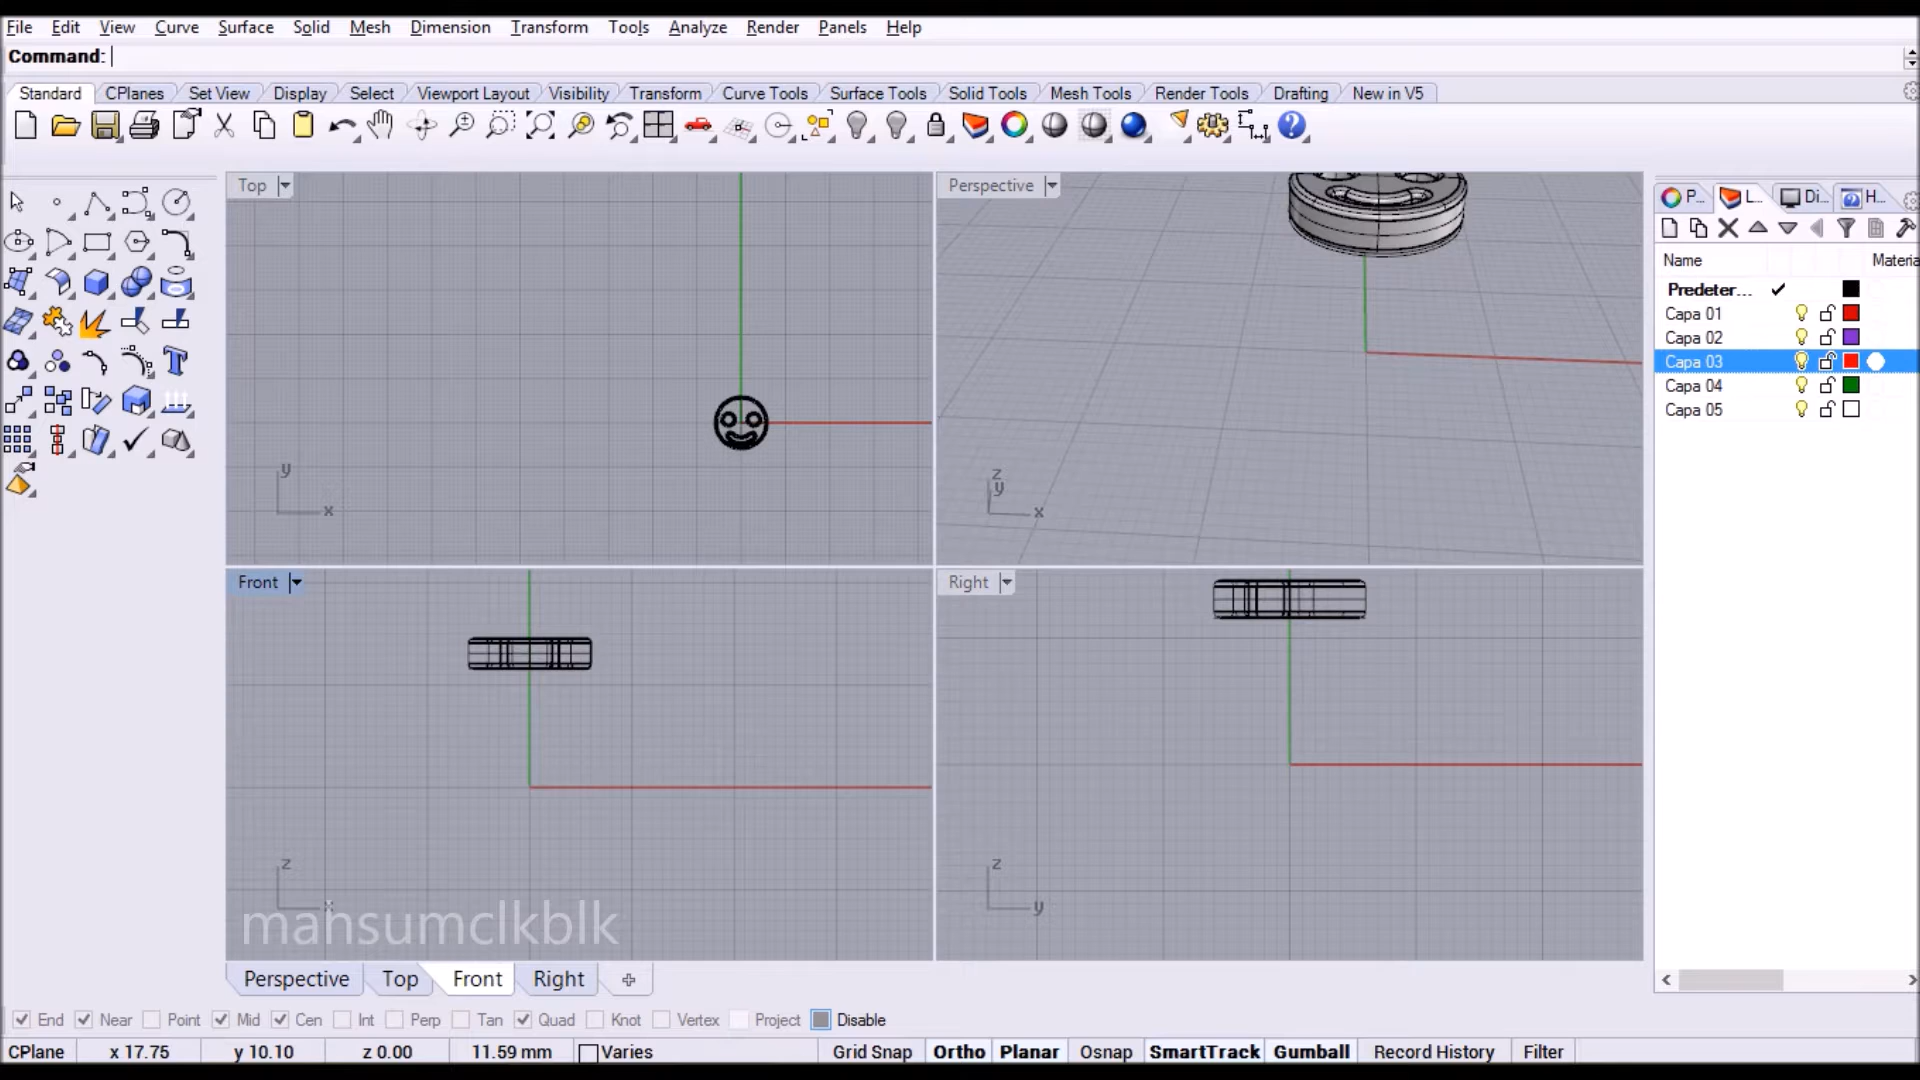 File Edit View Curve Surface Solid Mesh Dimension Transform Tools Analyze Render Panels Help
Command:
Standard CPlanes Set View Display Select Viewport Layout Visibility Transform Curve Tools Surface Tools Solid Tools Mesh Tools Render Tools Drafting New in V5
Top
Perspective
P... L... Di... H...
Name Materia
Predeter...
Capa 01
Capa 02
Capa 03
Capa 04
Capa 05
y
x
z
y
x
Front
Right
z
x
z
y
mahsumclkblk
Perspective Top Front Right
End Near Point Mid Cen Int Perp Tan Quad Knot Vertex Project Disable
CPlane x 17.75 y 10.10 z 0.00 11.59 mm Varies Grid Snap Ortho Planar Osnap SmartTrack Gumball Record History Filter